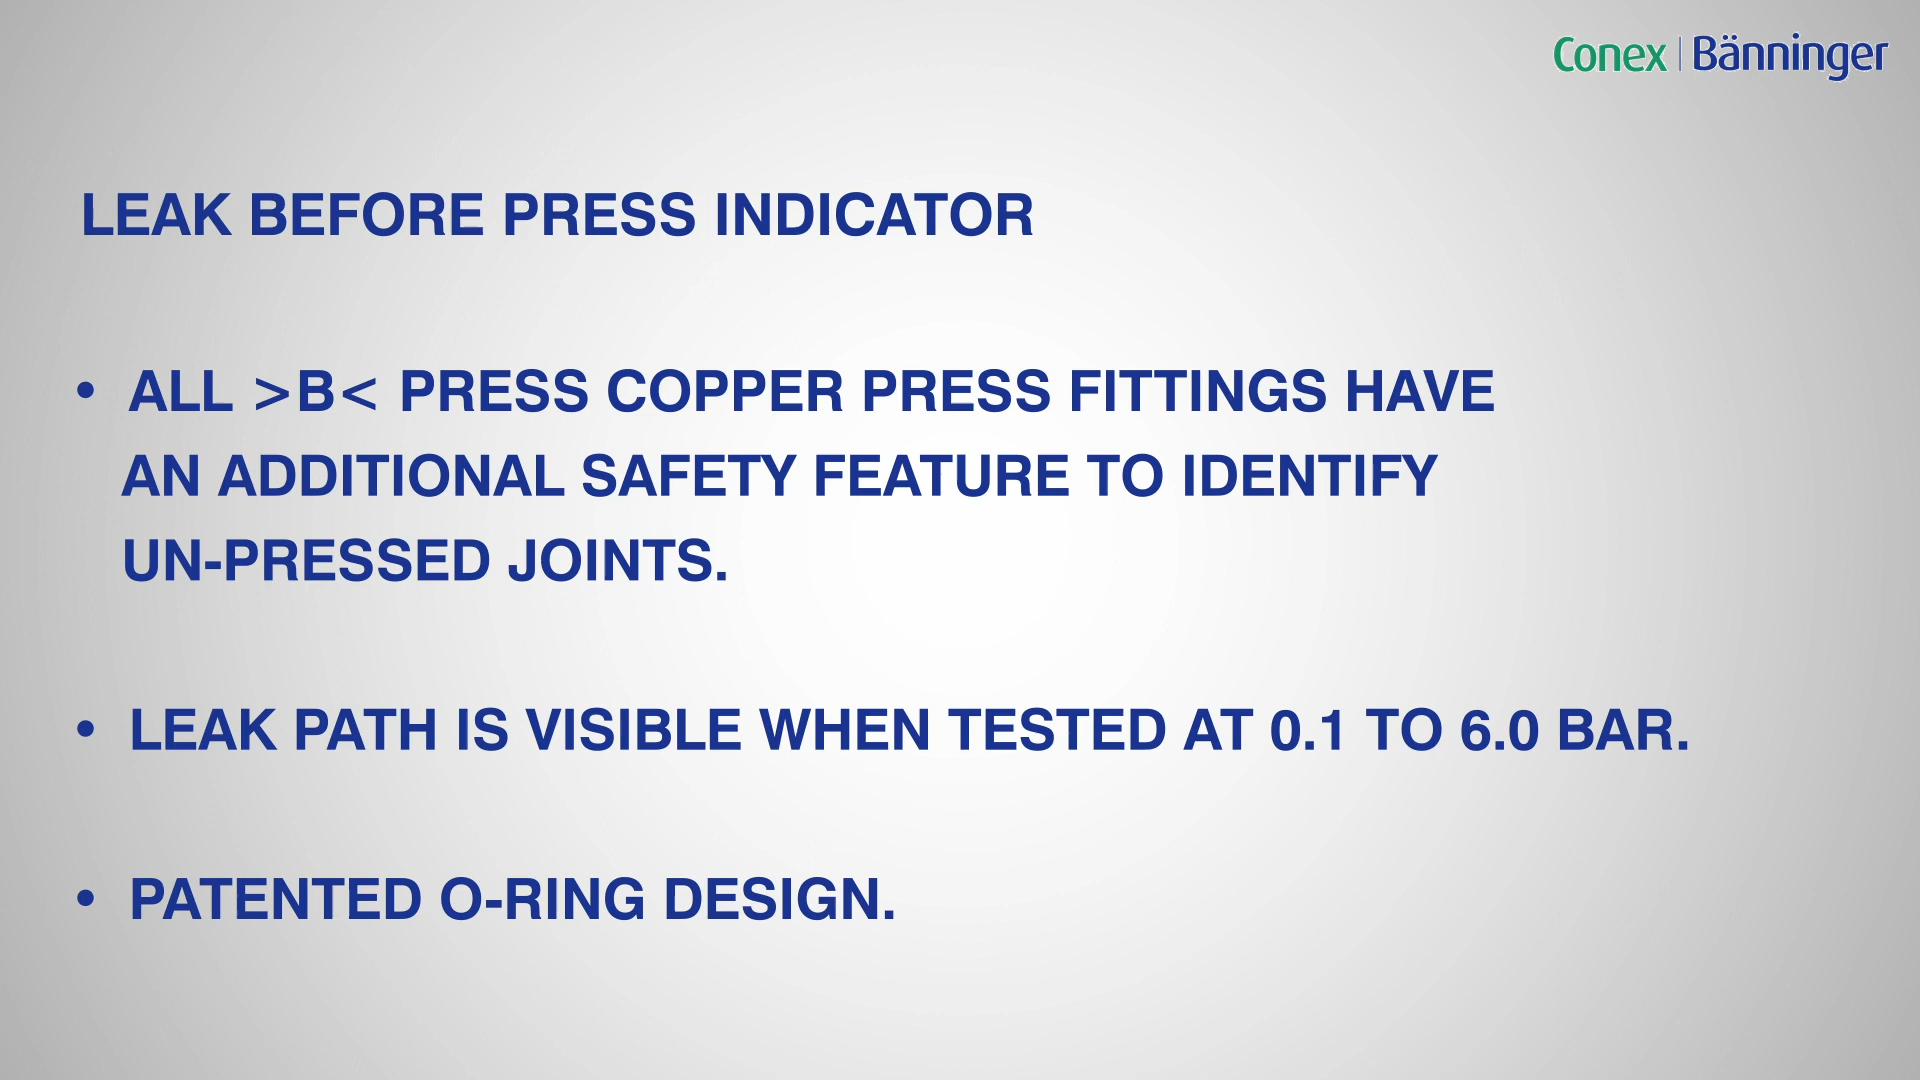 Conex | Bänninger
LEAK BEFORE PRESS INDICATOR
• ALL >B< PRESS COPPER PRESS FITTINGS HAVE
AN ADDITIONAL SAFETY FEATURE TO IDENTIFY
UN-PRESSED JOINTS.
• LEAK PATH IS VISIBLE WHEN TESTED AT 0.1 TO 6.0 BAR.
• PATENTED O-RING DESIGN.